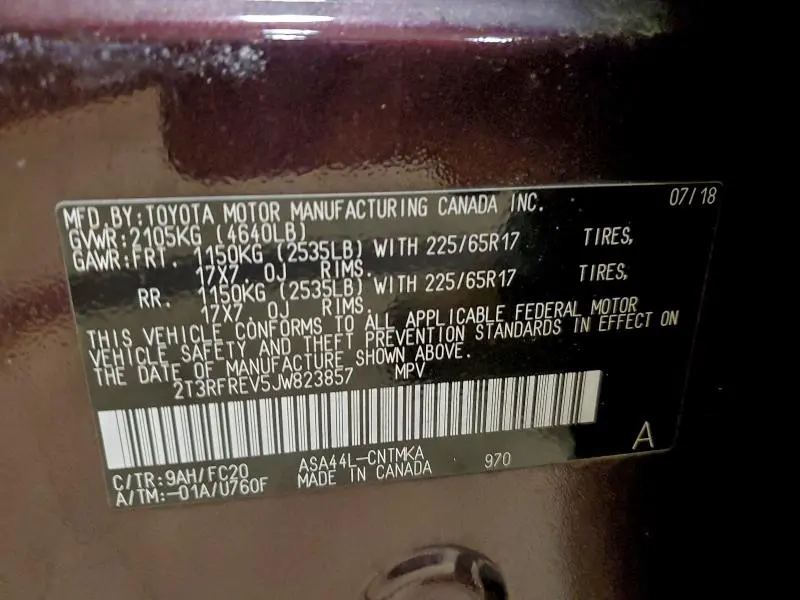 MFD BY:TOYOTA MOTOR MANUFACTURING CANADA INC. 07/18
GVWR:2105KG (4640LB)
GAWR:FRT. 1150KG (2535LB) WITH 225/65R17 TIRES,
17X7.0J RIMS.
RR. 1150KG (2535LB) WITH 225/65R17 TIRES,
17X7.0J RIMS.
THIS VEHICLE CONFORMS TO ALL APPLICABLE FEDERAL MOTOR
VEHICLE SAFETY AND THEFT PREVENTION STANDARDS IN EFFECT ON
THE DATE OF MANUFACTURE SHOWN ABOVE.
2T3RFREV5JW823857 MPV
A
C/TR:9AH/FC20 ASA44L-CNTMKA 970
A/TM:-01A/U760F MADE IN CANADA